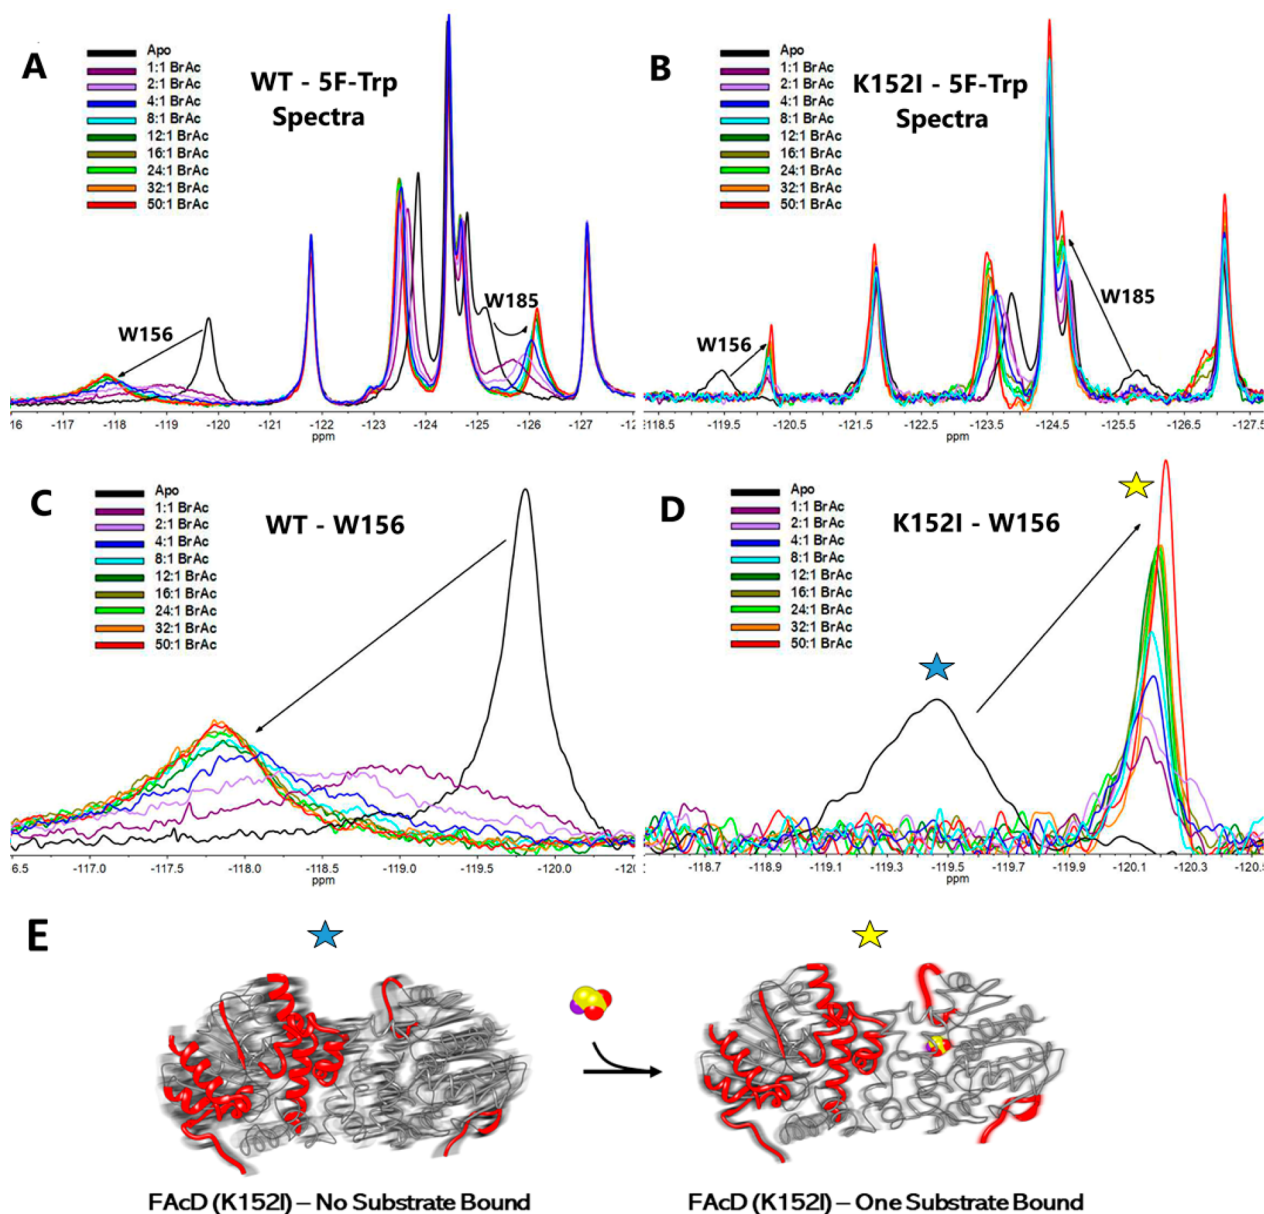 A
Apo
1:1 BrAc
2:1 BrAc
4:1 BrAc
8:1 BrAc
12:1 BrAc
16:1 BrAc
24:1 BrAc
32:1 BrAc
50:1 BrAc
WT - 5F-Trp
Spectra
W156
W185
-117 -118 -119 -120 -121 -122 -123 -124 -125 -126 -127
ppm
B
Apo
1:1 BrAc
2:1 BrAc
4:1 BrAc
8:1 BrAc
12:1 BrAc
16:1 BrAc
24:1 BrAc
32:1 BrAc
50:1 BrAc
K152I - 5F-Trp
Spectra
W156
W185
-118.5 -119.5 -120.5 -121.5 -122.5 -123.5 -124.5 -125.5 -126.5 -127.5
ppm
C
Apo
1:1 BrAc
2:1 BrAc
4:1 BrAc
8:1 BrAc
12:1 BrAc
16:1 BrAc
24:1 BrAc
32:1 BrAc
50:1 BrAc
WT - W156
6.5 -117.0 -117.5 -118.0 -118.5 -119.0 -119.5 -120.0
ppm
D
Apo
1:1 BrAc
2:1 BrAc
4:1 BrAc
8:1 BrAc
12:1 BrAc
16:1 BrAc
24:1 BrAc
32:1 BrAc
50:1 BrAc
K152I - W156
-118.7 -118.9 -119.1 -119.3 -119.5 -119.7 -119.9 -120.1 -120.3
ppm
E
FAcD (K152I) – No Substrate Bound
FAcD (K152I) – One Substrate Bound